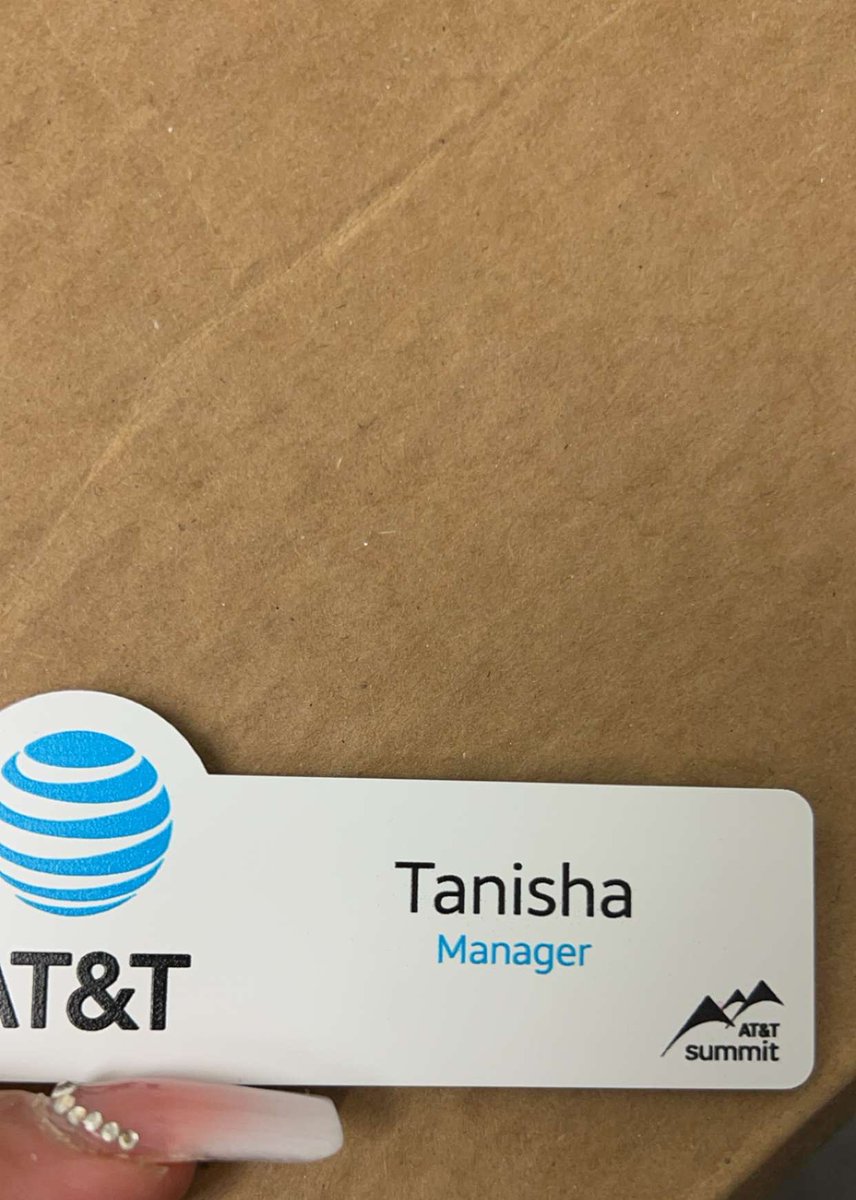 AT&T
Tanisha
Manager
AT&T
summit